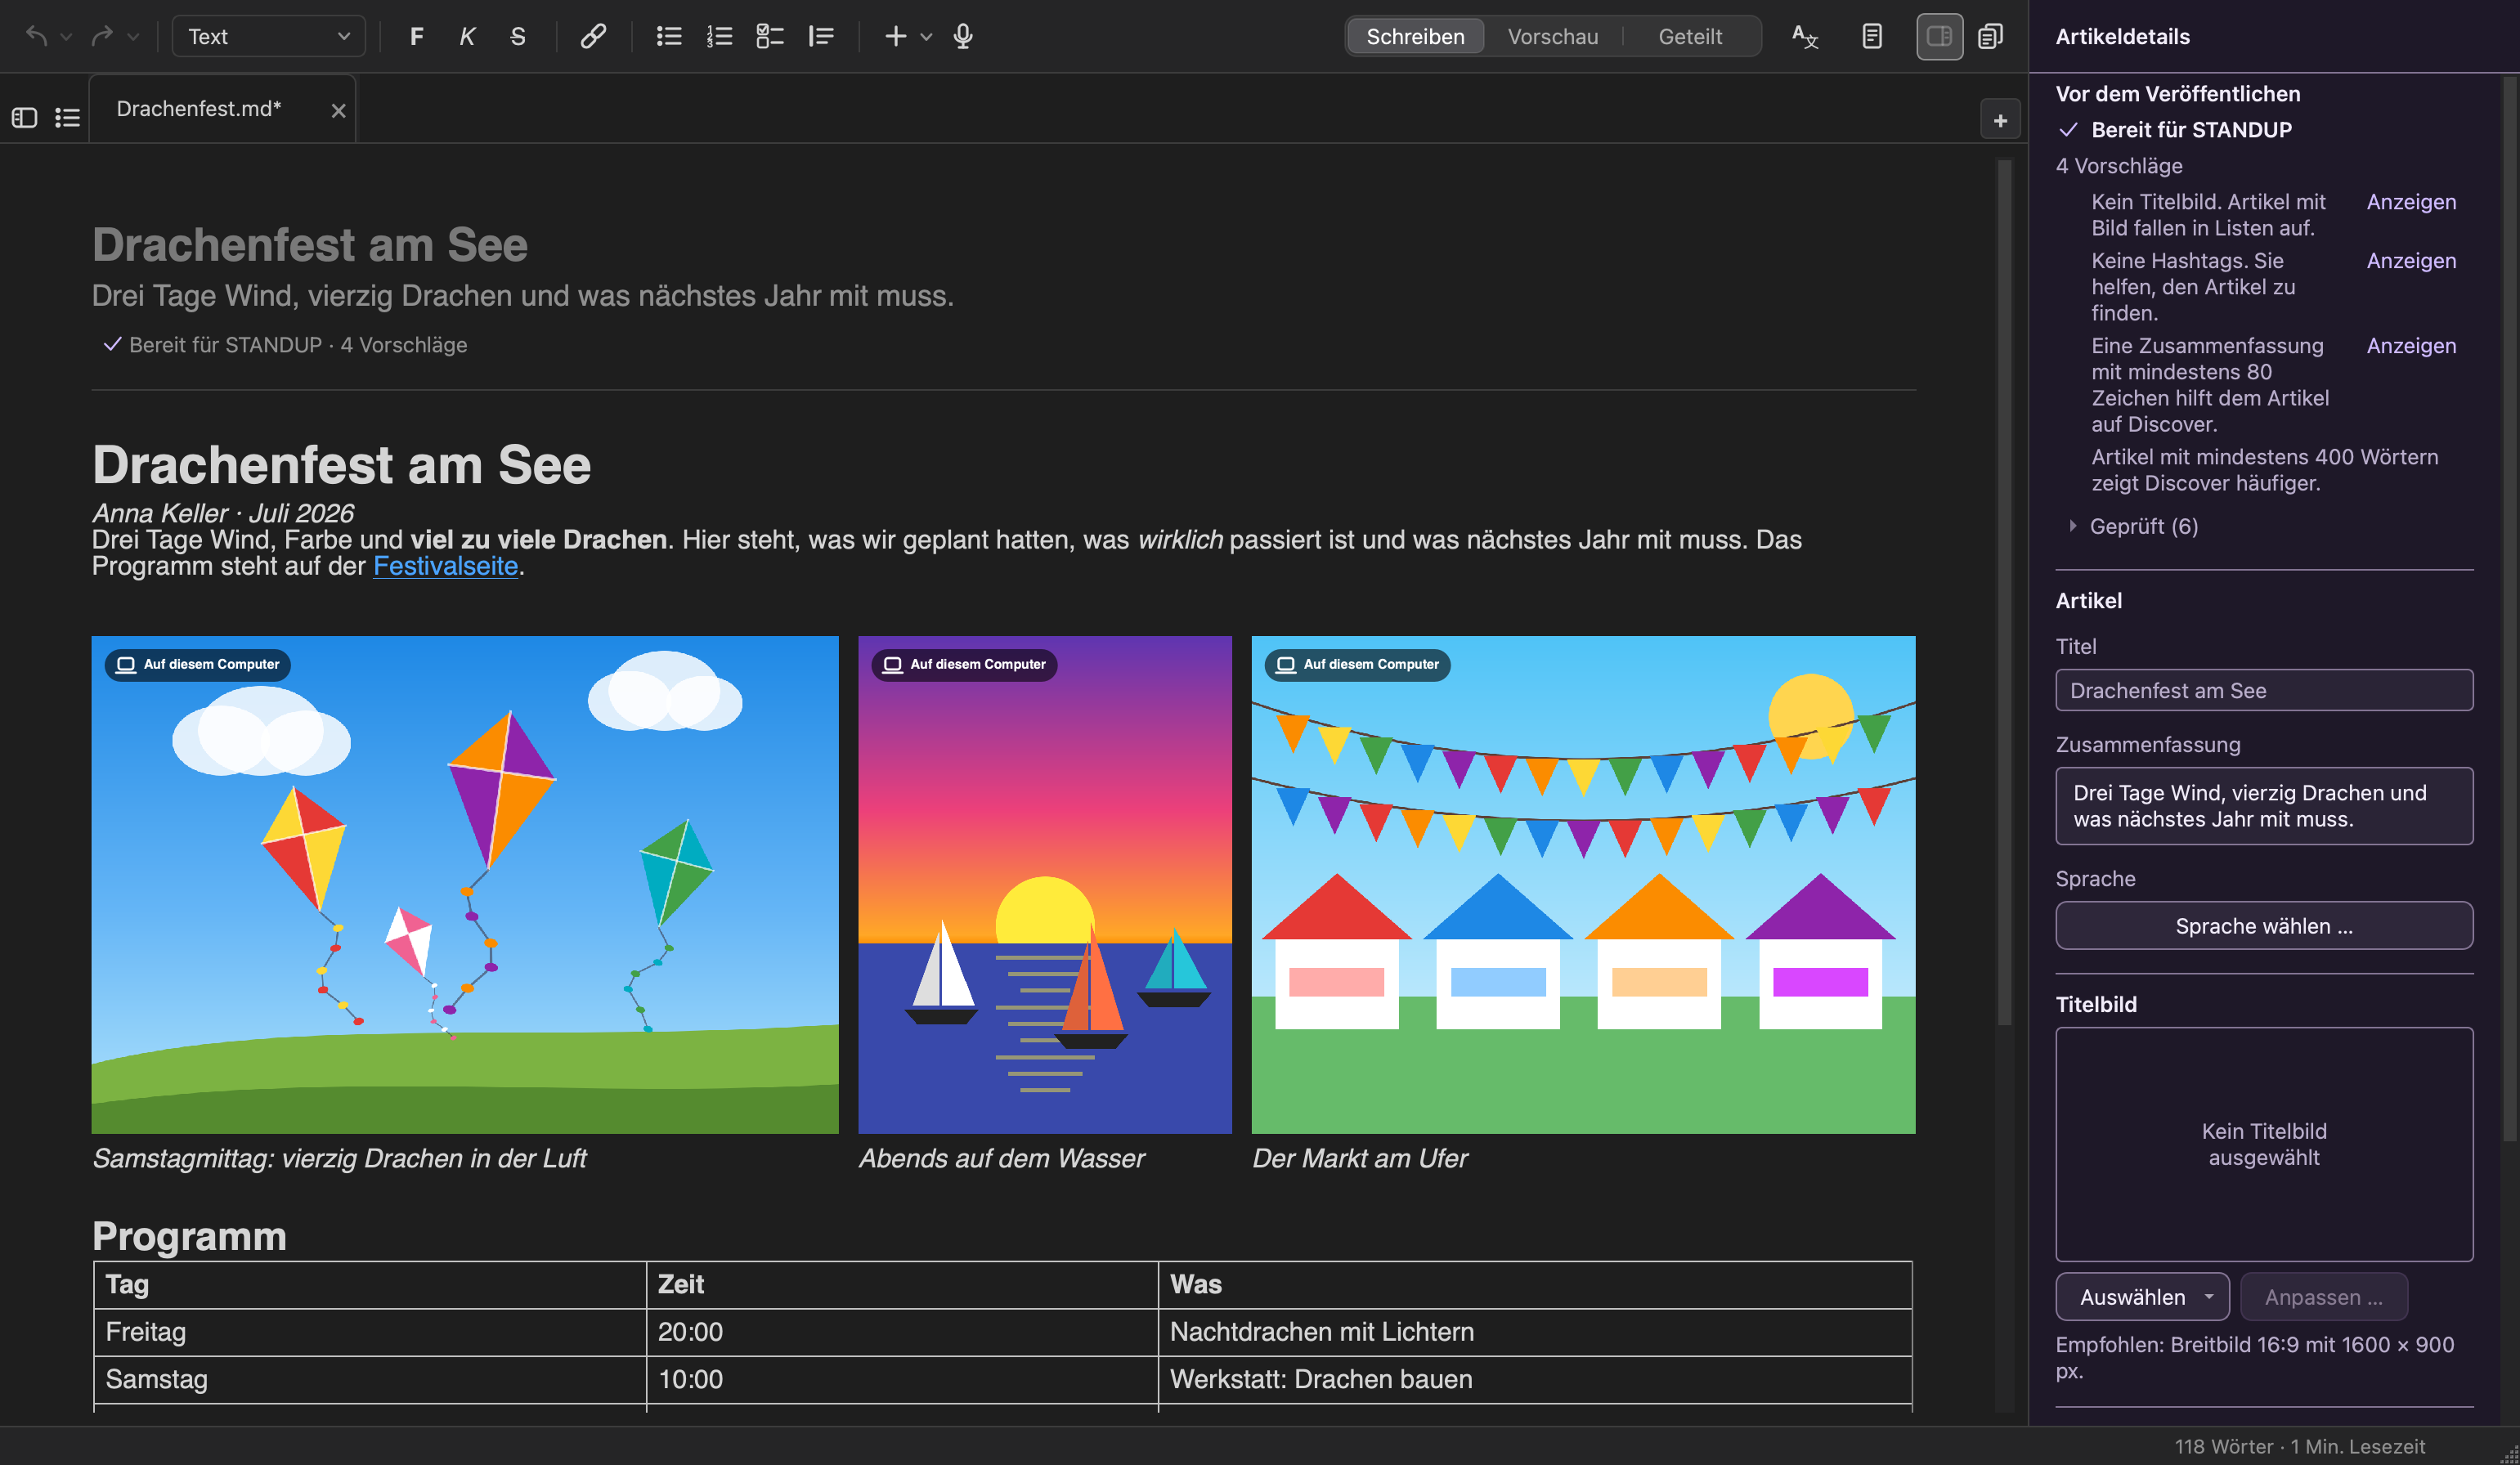 Text
F
K
S
Schreiben
Vorschau
Geteilt
Artikeldetails
Drachenfest.md*
Drachenfest am See
Drei Tage Wind, vierzig Drachen und was nächstes Jahr mit muss.
Bereit für STANDUP · 4 Vorschläge
Drachenfest am See
Anna Keller · Juli 2026
Drei Tage Wind, Farbe und viel zu viele Drachen. Hier steht, was wir geplant hatten, was wirklich passiert ist und was nächstes Jahr mit muss. Das
Programm steht auf der Festivalseite.
Auf diesem Computer
Auf diesem Computer
Auf diesem Computer
Samstagmittag: vierzig Drachen in der Luft
Abends auf dem Wasser
Der Markt am Ufer
Programm
Tag Zeit Was
Freitag 20:00 Nachtdrachen mit Lichtern
Samstag 10:00 Werkstatt: Drachen bauen
Vor dem Veröffentlichen
Bereit für STANDUP
4 Vorschläge
Kein Titelbild. Artikel mit Anzeigen
Bild fallen in Listen auf.
Keine Hashtags. Sie Anzeigen
helfen, den Artikel zu
finden.
Eine Zusammenfassung Anzeigen
mit mindestens 80
Zeichen hilft dem Artikel
auf Discover.
Artikel mit mindestens 400 Wörtern
zeigt Discover häufiger.
Geprüft (6)
Artikel
Titel
Drachenfest am See
Zusammenfassung
Drei Tage Wind, vierzig Drachen und
was nächstes Jahr mit muss.
Sprache
Sprache wählen ...
Titelbild
Kein Titelbild
ausgewählt
Auswählen
Anpassen ...
Empfohlen: Breitbild 16:9 mit 1600 × 900
px.
118 Wörter · 1 Min. Lesezeit